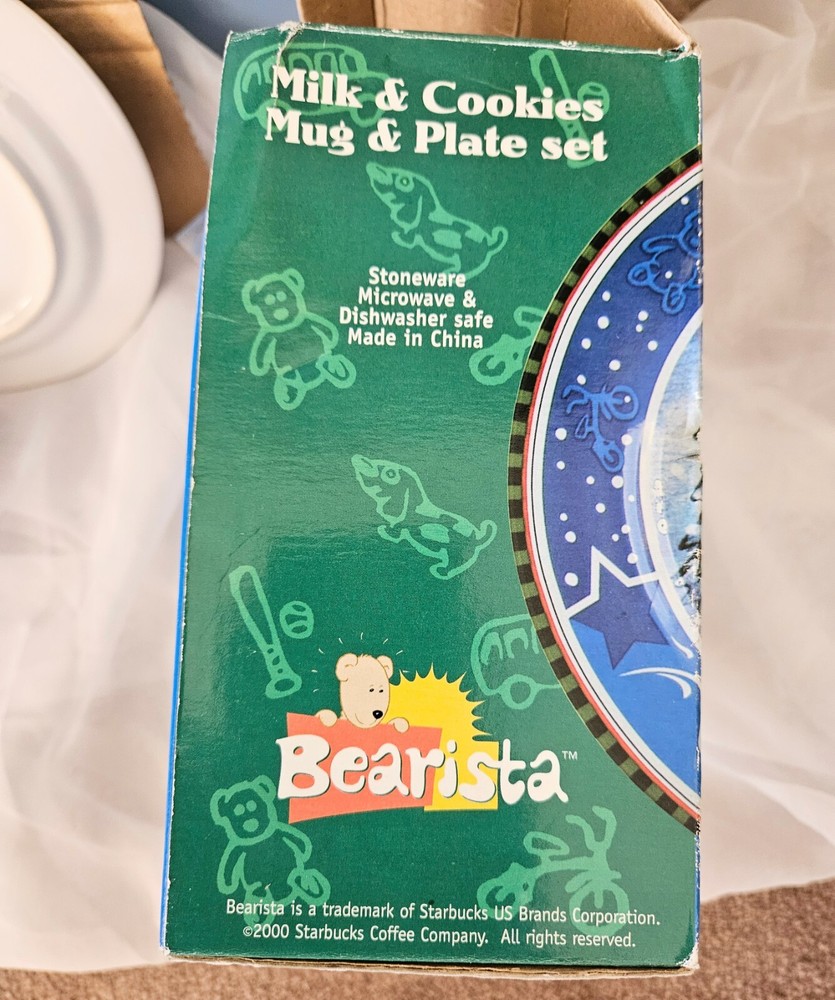 Milk & Cookies
Mug & Plate set
Stoneware
Microwave &
Dishwasher safe
Made in China
Bearista™
Bearista is a trademark of Starbucks US Brands Corporation.
©2000 Starbucks Coffee Company. All rights reserved.